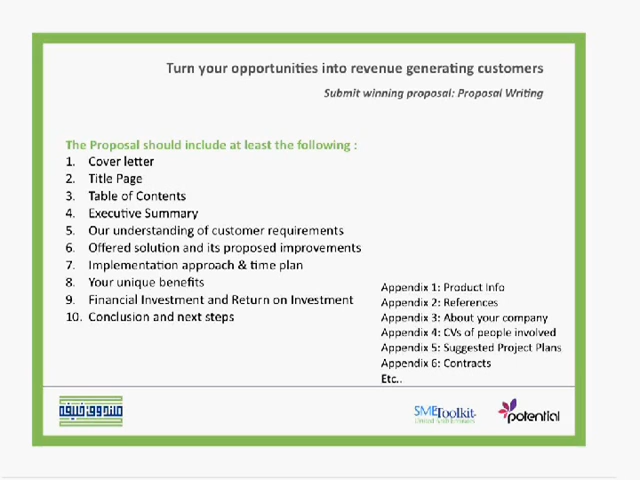 Turn your opportunities into revenue generating customers
Submit winning proposal: Proposal Writing
The Proposal should include at least the following :
1. Cover letter
2. Title Page
3. Table of Contents
4. Executive Summary
5. Our understanding of customer requirements
6. Offered solution and its proposed improvements
7. Implementation approach & time plan
8. Your unique benefits
9. Financial Investment and Return on Investment
10. Conclusion and next steps
Appendix 1: Product Info
Appendix 2: References
Appendix 3: About your company
Appendix 4: CVs of people involved
Appendix 5: Suggested Project Plans
Appendix 6: Contracts
Etc..
صندوق خليفة
SMEToolkit
potential